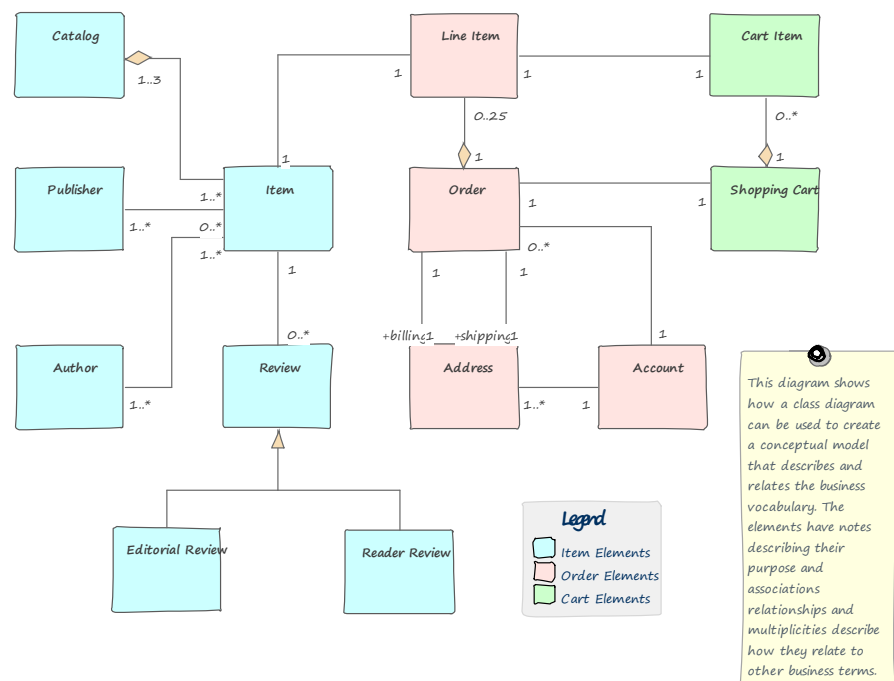 Catalog
Line Item
Cart Item
1..3
1
1
1
0..25
0..*
1
1
1
Publisher
Item
Order
Shopping Cart
1..*
1..*
0..*
1
1
1..*
0..*
1
1
1
0..*
+billing
1
+shipping
1
1
Author
Review
Address
Account
1..*
1..*
1
This diagram shows
how a class diagram
can be used to create
a conceptual model
that describes and
relates the business
vocabulary. The
elements have notes
describing their
purpose and
associations
relationships and
multiplicities describe
how they relate to
other business terms.
Legend
Item Elements
Order Elements
Cart Elements
Editorial Review
Reader Review